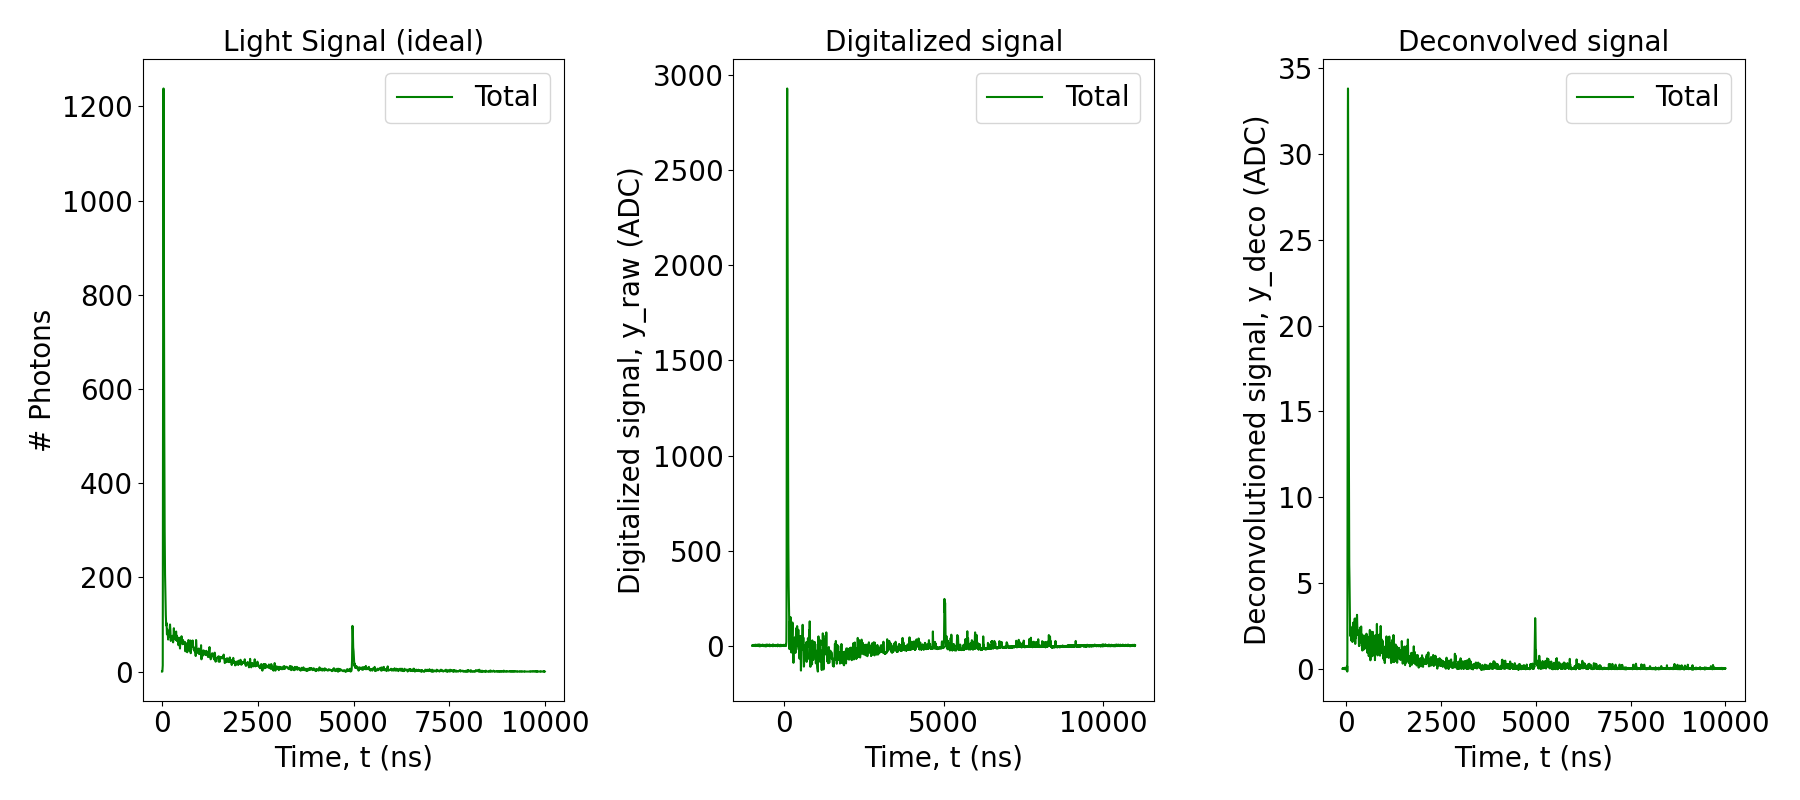 Light Signal (ideal)
Total
1200
1000
800
600
400
200
0
# Photons
0 2500 5000 7500 10000
Time, t (ns)
Digitalized signal
Total
3000
2500
2000
1500
1000
500
0
Digitalized signal, y_raw (ADC)
0 5000 10000
Time, t (ns)
Deconvolved signal
Total
35
30
25
20
15
10
5
0
Deconvolutioned signal, y_deco (ADC)
0 2500 5000 7500 10000
Time, t (ns)